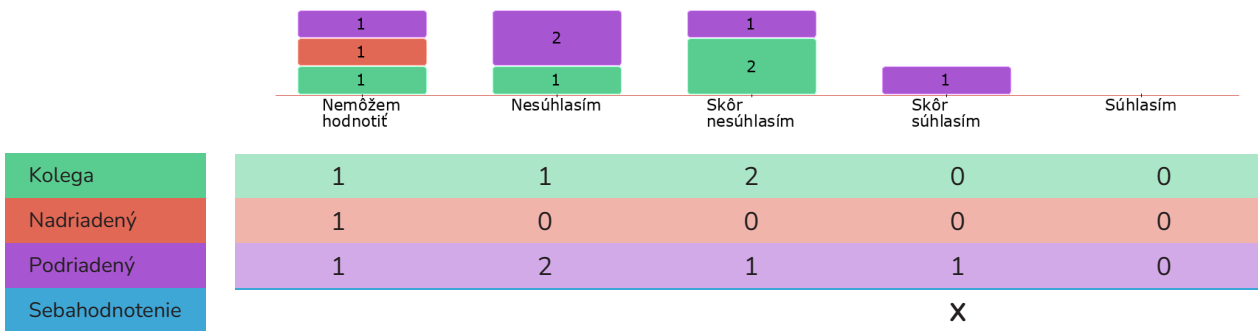 1
1
1
2
1
1
2
1
Nemôžem
hodnotiť
Nesúhlasím
Skôr
nesúhlasím
Skôr
súhlasím
Súhlasím
Kolega 1 1 2 0 0
Nadriadený 1 0 0 0 0
Podriadený 1 2 1 1 0
Sebahodnotenie X